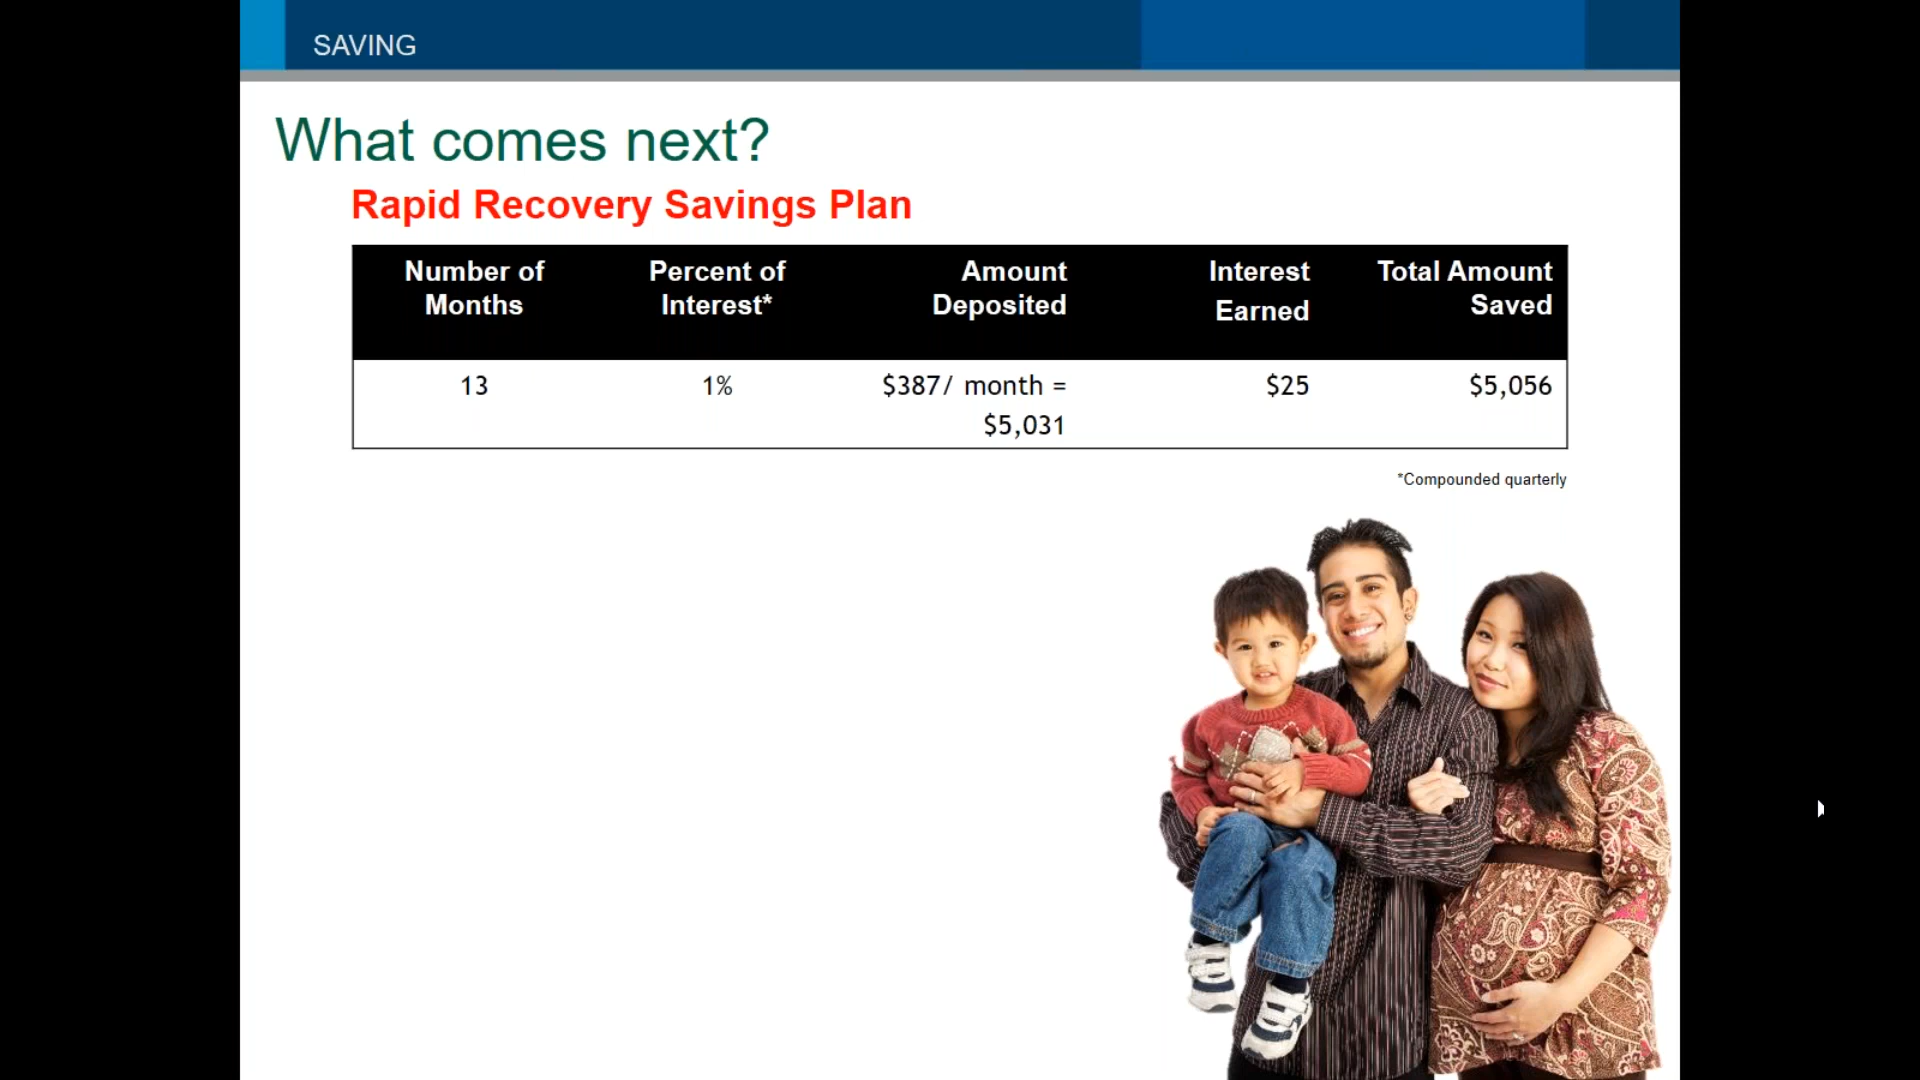 SAVING
What comes next?
Rapid Recovery Savings Plan
Number of Months Percent of Interest* Amount Deposited Interest Earned Total Amount Saved
13 1% $387/ month = $5,031 $25 $5,056
*Compounded quarterly